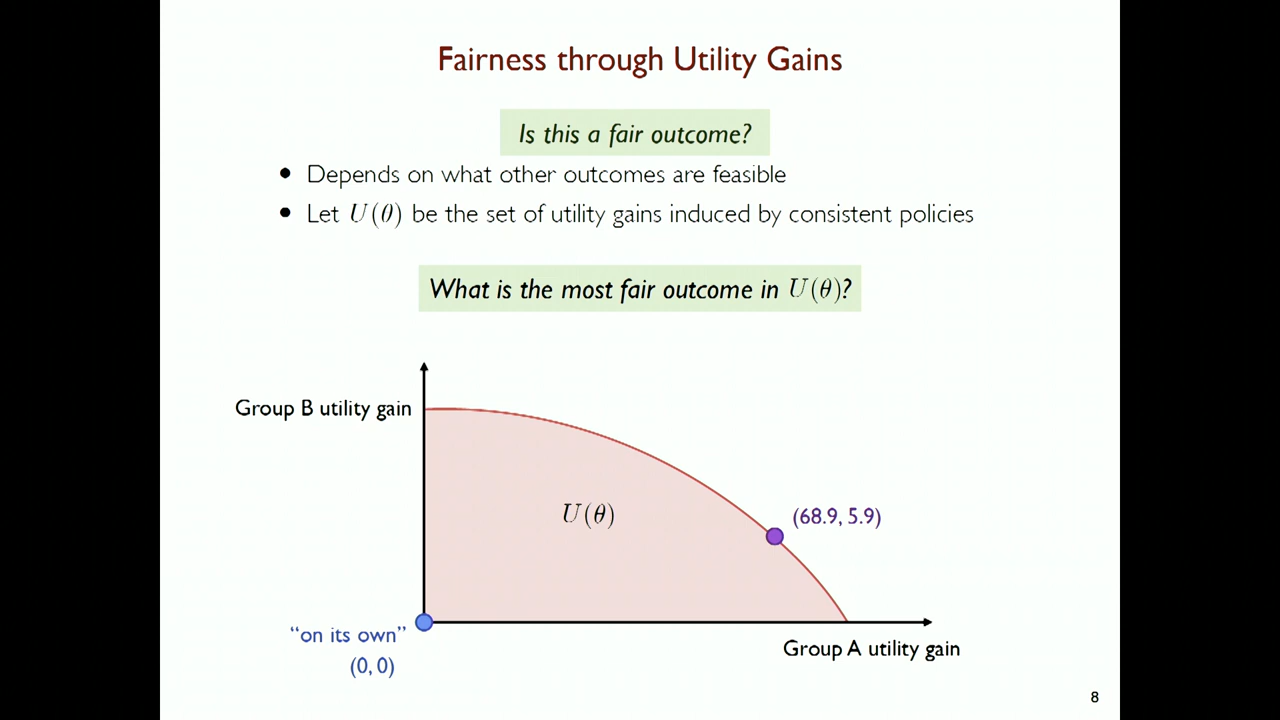 Fairness through Utility Gains
Is this a fair outcome?
• Depends on what other outcomes are feasible
• Let U(θ) be the set of utility gains induced by consistent policies
What is the most fair outcome in U(θ)?
Group B utility gain
U(θ)
(68.9, 5.9)
“on its own”
(0, 0)
Group A utility gain
8